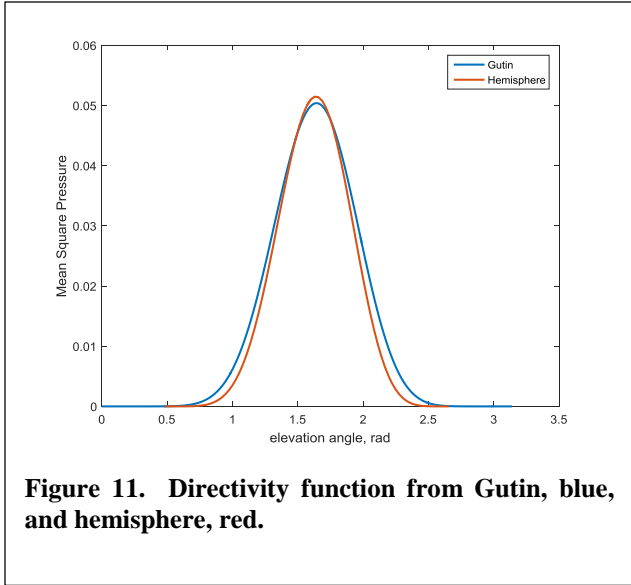 0.06
0.05
0.04
0.03
0.02
0.01
0
Mean Square Pressure
Gutin
Hemisphere
0 0.5 1 1.5 2 2.5 3 3.5
elevation angle, rad
Figure 11. Directivity function from Gutin, blue,
and hemisphere, red.